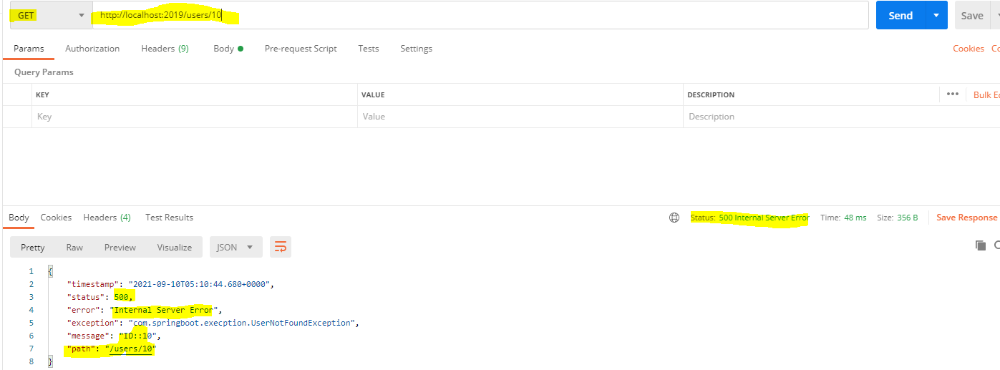 GET http://localhost:2019/users/10 Send Save
Params Authorization Headers (9) Body Pre-request Script Tests Settings Cookies Co
Query Params
KEY VALUE DESCRIPTION ••• Bulk Ed
Key Value Description
Body Cookies Headers (4) Test Results Status: 500 Internal Server Error Time: 48 ms Size: 356 B Save Response
Pretty Raw Preview Visualize JSON
1 {
2 "timestamp": "2021-09-10T05:10:44.680+0000",
3 "status": 500,
4 "error": "Internal Server Error",
5 "exception": "com.springboot.execption.UserNotFoundException",
6 "message": "ID::10",
7 "path": "/users/10"
8 }